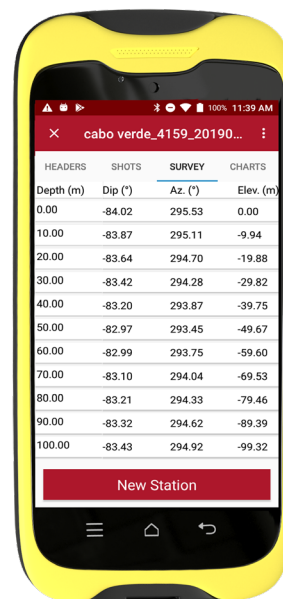 100% 11:39 AM
cabo verde_4159_20190...
HEADERS SHOTS SURVEY CHARTS
Depth (m) Dip (°) Az. (°) Elev. (m)
0.00 -84.02 295.53 0.00
10.00 -83.87 295.11 -9.94
20.00 -83.64 294.70 -19.88
30.00 -83.42 294.28 -29.82
40.00 -83.20 293.87 -39.75
50.00 -82.97 293.45 -49.67
60.00 -82.99 293.75 -59.60
70.00 -83.10 294.04 -69.53
80.00 -83.21 294.33 -79.46
90.00 -83.32 294.62 -89.39
100.00 -83.43 294.92 -99.32
New Station